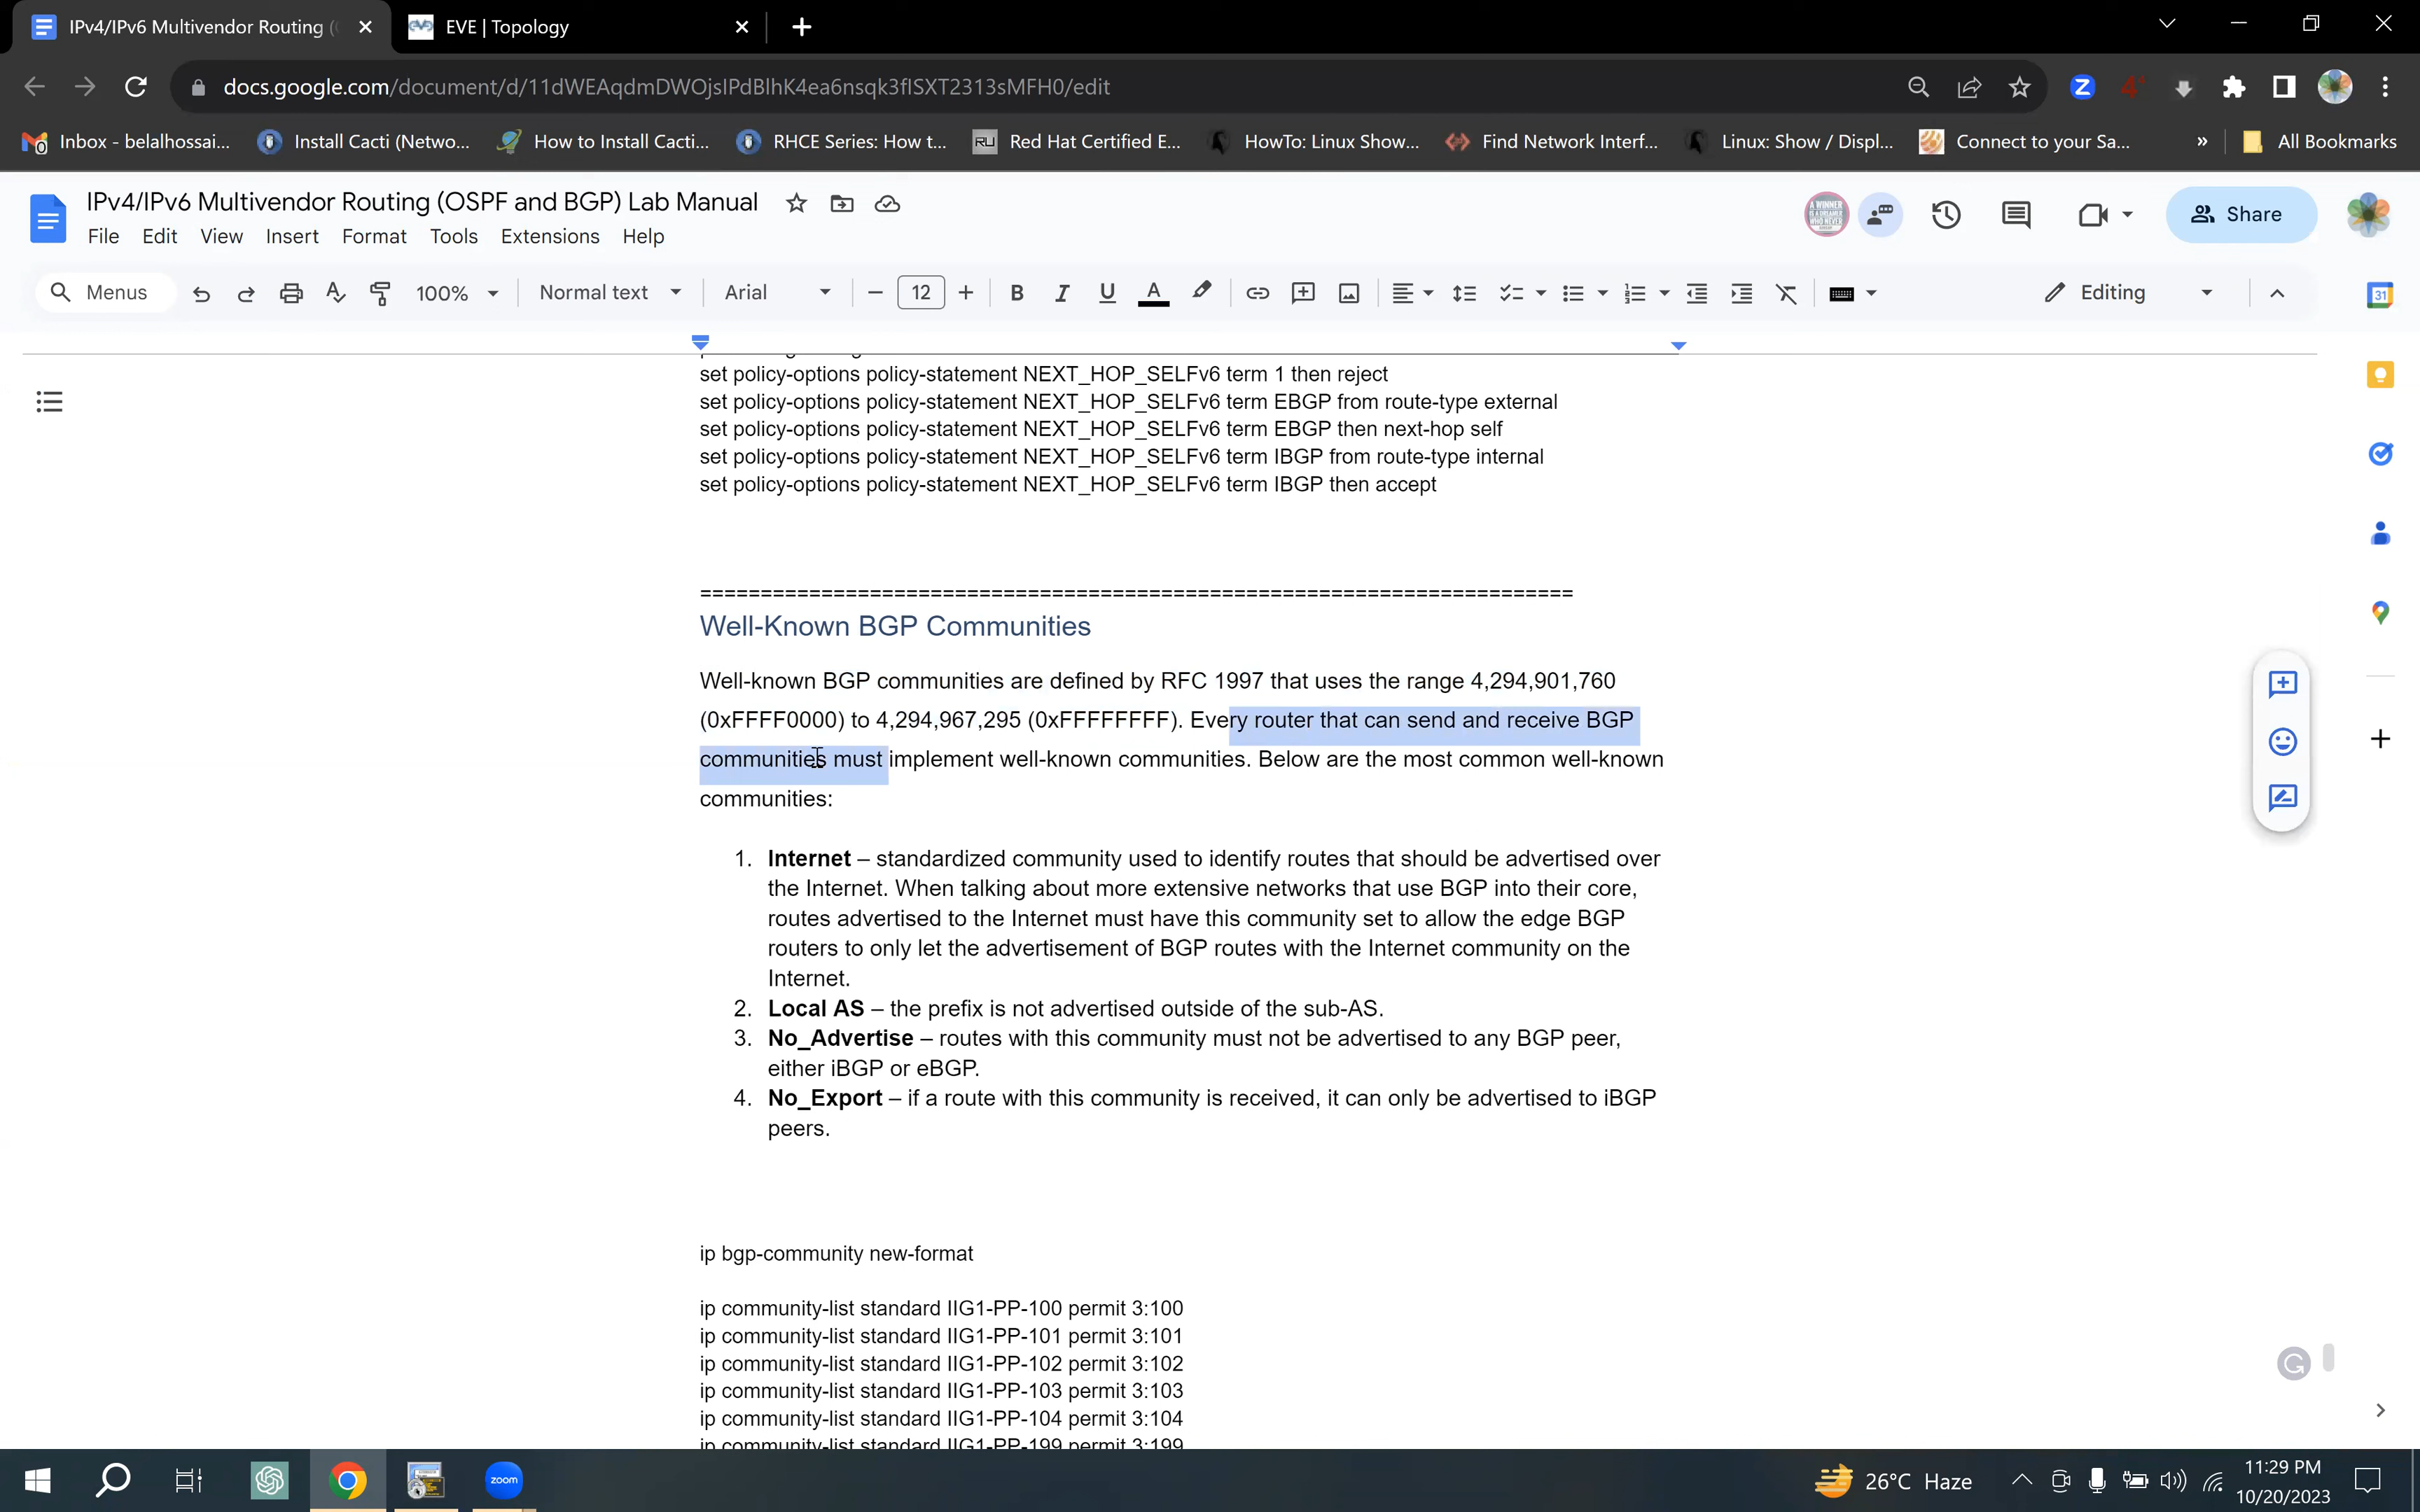 IPv4/IPv6 Multivendor Routing (
EVE | Topology
docs.google.com/document/d/11dWEAqdmDWOjsIPdBlhK4ea6nsqk3fISXT2313sMFH0/edit
Inbox - belalhossai...
Install Cacti (Netwo...
How to Install Cacti...
RHCE Series: How t...
Red Hat Certified E...
HowTo: Linux Show...
Find Network Interf...
Linux: Show / Displ...
Connect to your Sa...
»
All Bookmarks
IPv4/IPv6 Multivendor Routing (OSPF and BGP) Lab Manual
File Edit View Insert Format Tools Extensions Help
Share
Menus 100% Normal text Arial 12 Editing
set policy-options policy-statement NEXT_HOP_SELFv6 term 1 then reject
set policy-options policy-statement NEXT_HOP_SELFv6 term EBGP from route-type external
set policy-options policy-statement NEXT_HOP_SELFv6 term EBGP then next-hop self
set policy-options policy-statement NEXT_HOP_SELFv6 term IBGP from route-type internal
set policy-options policy-statement NEXT_HOP_SELFv6 term IBGP then accept
========================================================================
Well-Known BGP Communities
Well-known BGP communities are defined by RFC 1997 that uses the range 4,294,901,760
(0xFFFF0000) to 4,294,967,295 (0xFFFFFFFF). Every router that can send and receive BGP
communities must implement well-known communities. Below are the most common well-known
communities:
1. Internet – standardized community used to identify routes that should be advertised over
the Internet. When talking about more extensive networks that use BGP into their core,
routes advertised to the Internet must have this community set to allow the edge BGP
routers to only let the advertisement of BGP routes with the Internet community on the
Internet.
2. Local AS – the prefix is not advertised outside of the sub-AS.
3. No_Advertise – routes with this community must not be advertised to any BGP peer,
either iBGP or eBGP.
4. No_Export – if a route with this community is received, it can only be advertised to iBGP
peers.
ip bgp-community new-format
ip community-list standard IIG1-PP-100 permit 3:100
ip community-list standard IIG1-PP-101 permit 3:101
ip community-list standard IIG1-PP-102 permit 3:102
ip community-list standard IIG1-PP-103 permit 3:103
ip community-list standard IIG1-PP-104 permit 3:104
ip community-list standard IIG1-PP-199 permit 3:199
zoom
26°C Haze
11:29 PM
10/20/2023